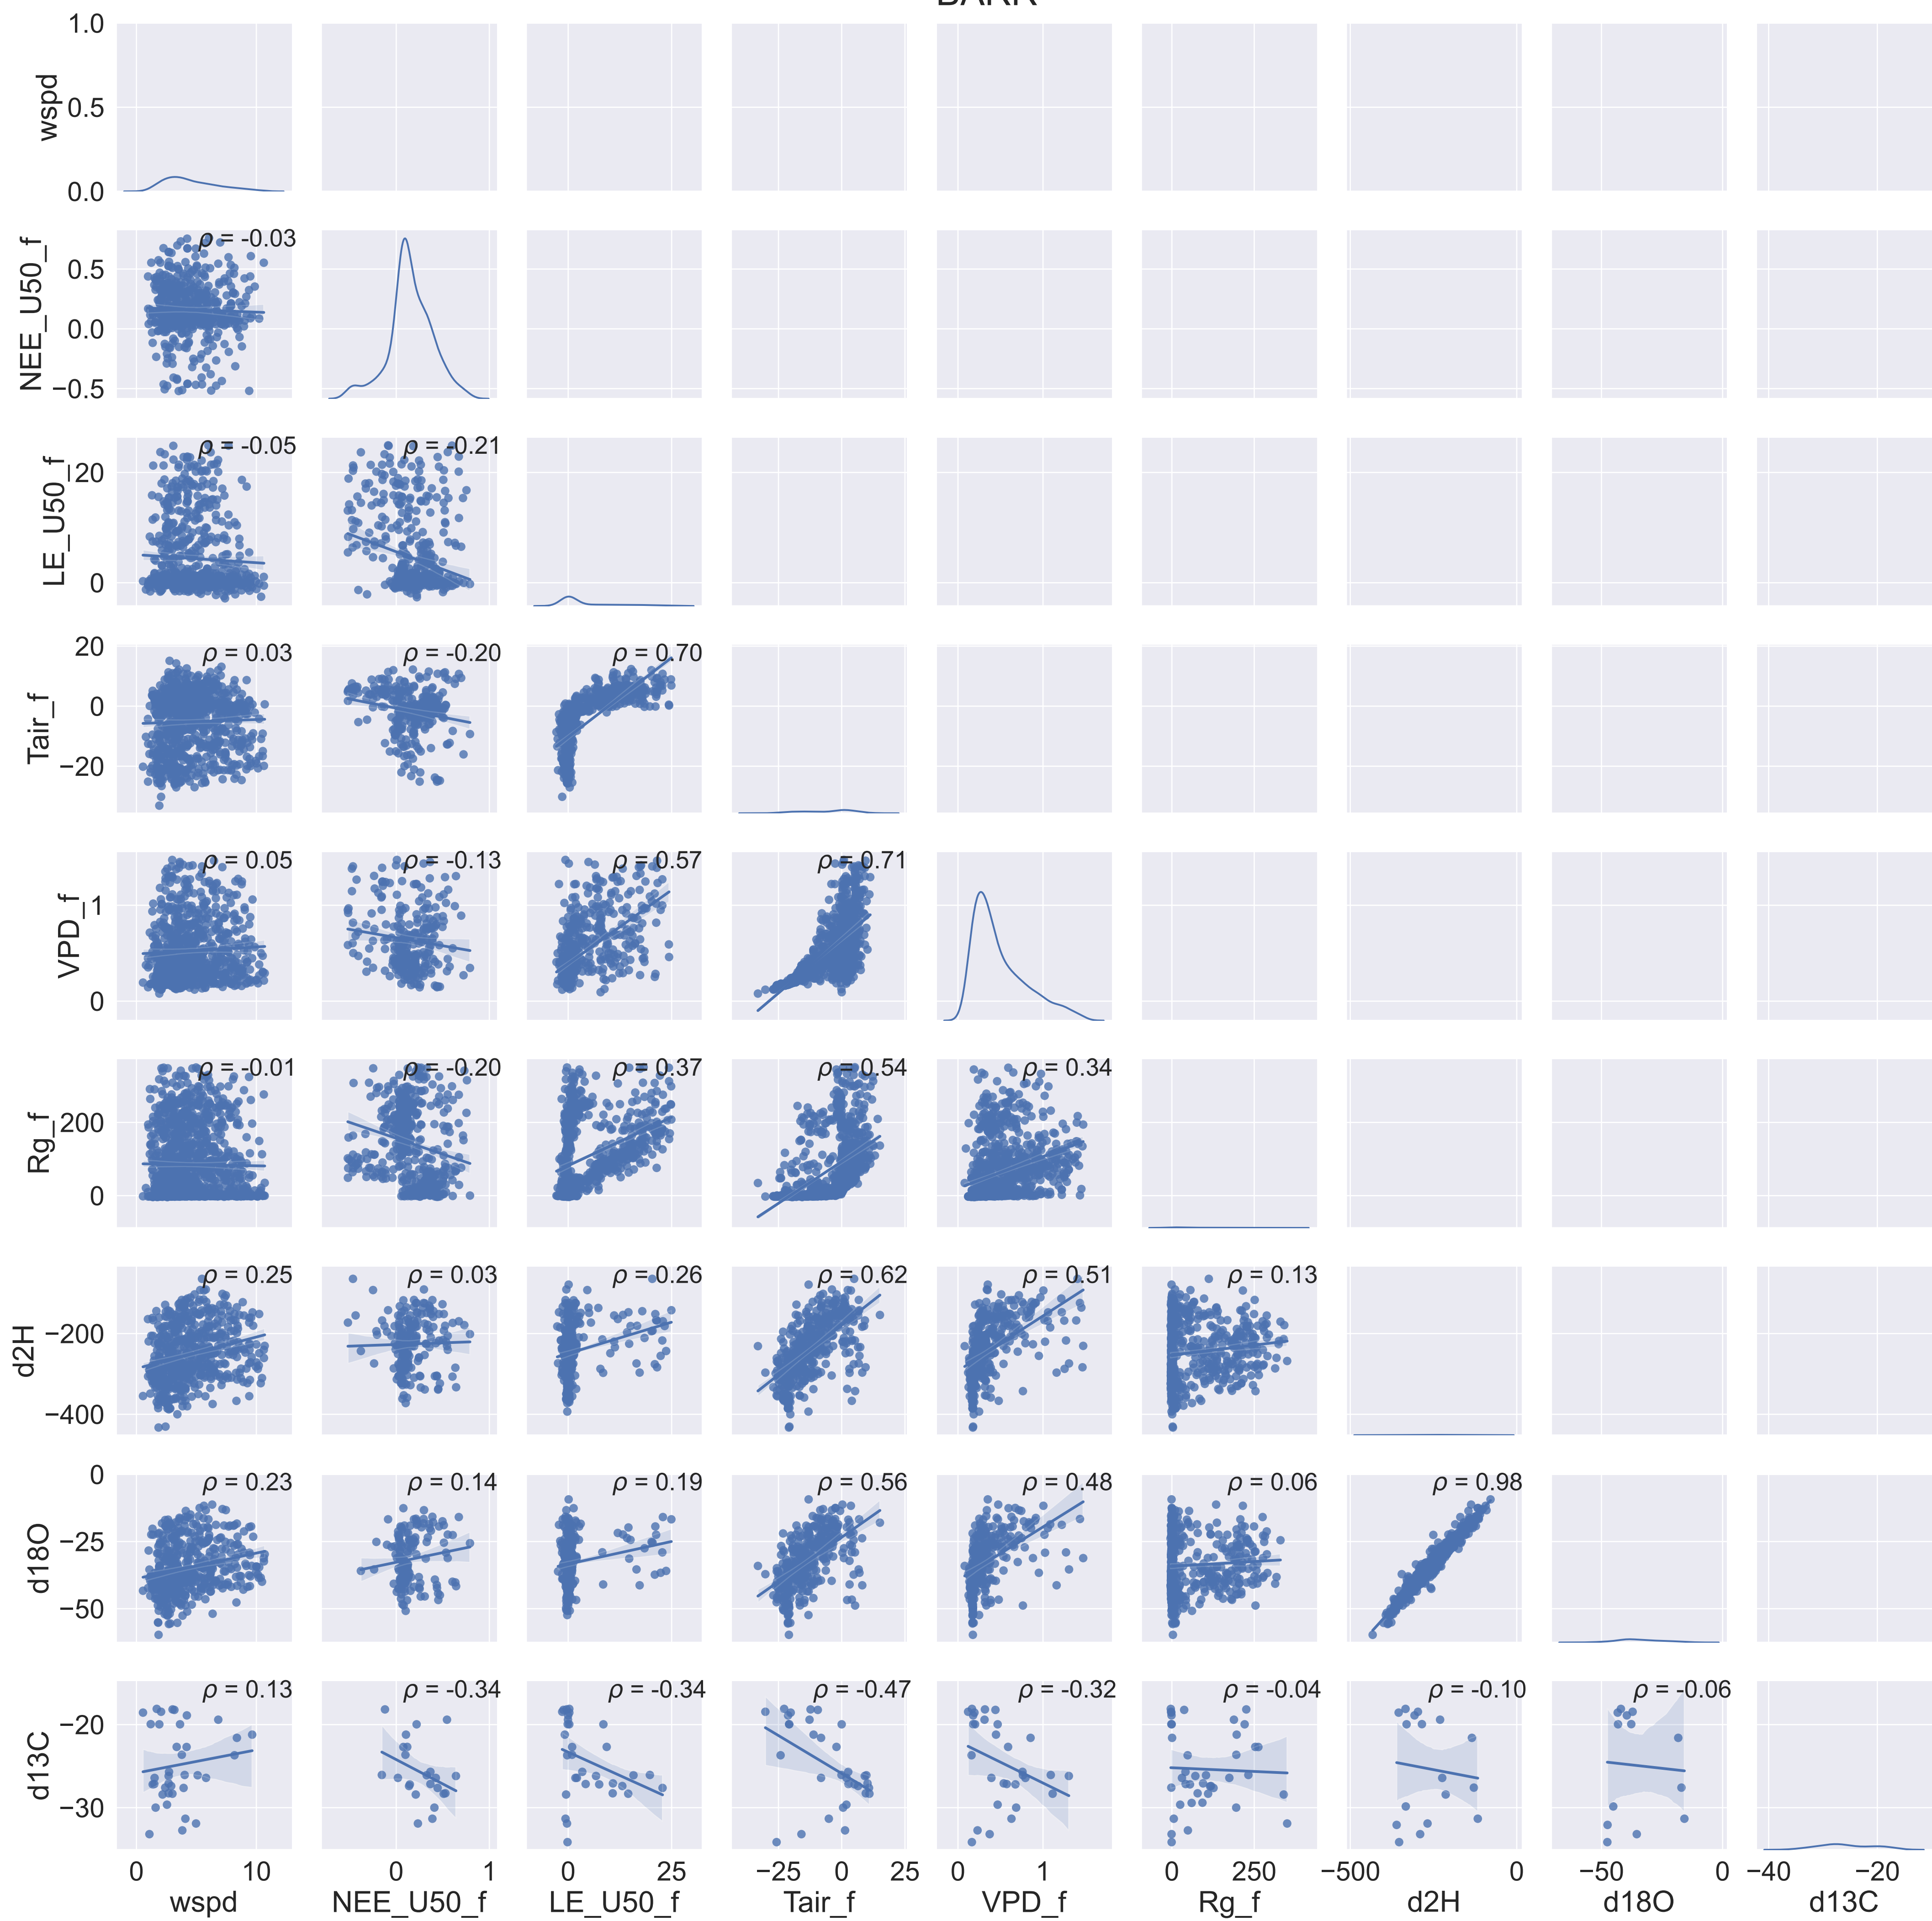 1.0
wspd
0.5
0.0
ρ = -0.03
NEE_U50_f
0.5
0.0
−0.5
ρ = -0.05
ρ = -0.21
LE_U50_f
20
0
ρ = 0.03
ρ = -0.20
ρ = 0.70
Tair_f
20
0
−20
ρ = 0.05
ρ = -0.13
ρ = 0.57
ρ = 0.71
VPD_f
1
0
ρ = -0.01
ρ = -0.20
ρ = 0.37
ρ = 0.54
ρ = 0.34
Rg_f
200
0
ρ = 0.25
ρ = 0.03
ρ = 0.26
ρ = 0.62
ρ = 0.51
ρ = 0.13
d2H
−200
−400
ρ = 0.23
ρ = 0.14
ρ = 0.19
ρ = 0.56
ρ = 0.48
ρ = 0.06
ρ = 0.98
d18O
0
−25
−50
ρ = 0.13
ρ = -0.34
ρ = -0.34
ρ = -0.47
ρ = -0.32
ρ = -0.04
ρ = -0.10
ρ = -0.06
d13C
−20
−30
0 10
0 1
0 25
−25 0 25
0 1
0 250
−500 0
−50 0
−40 −20
wspd
NEE_U50_f
LE_U50_f
Tair_f
VPD_f
Rg_f
d2H
d18O
d13C